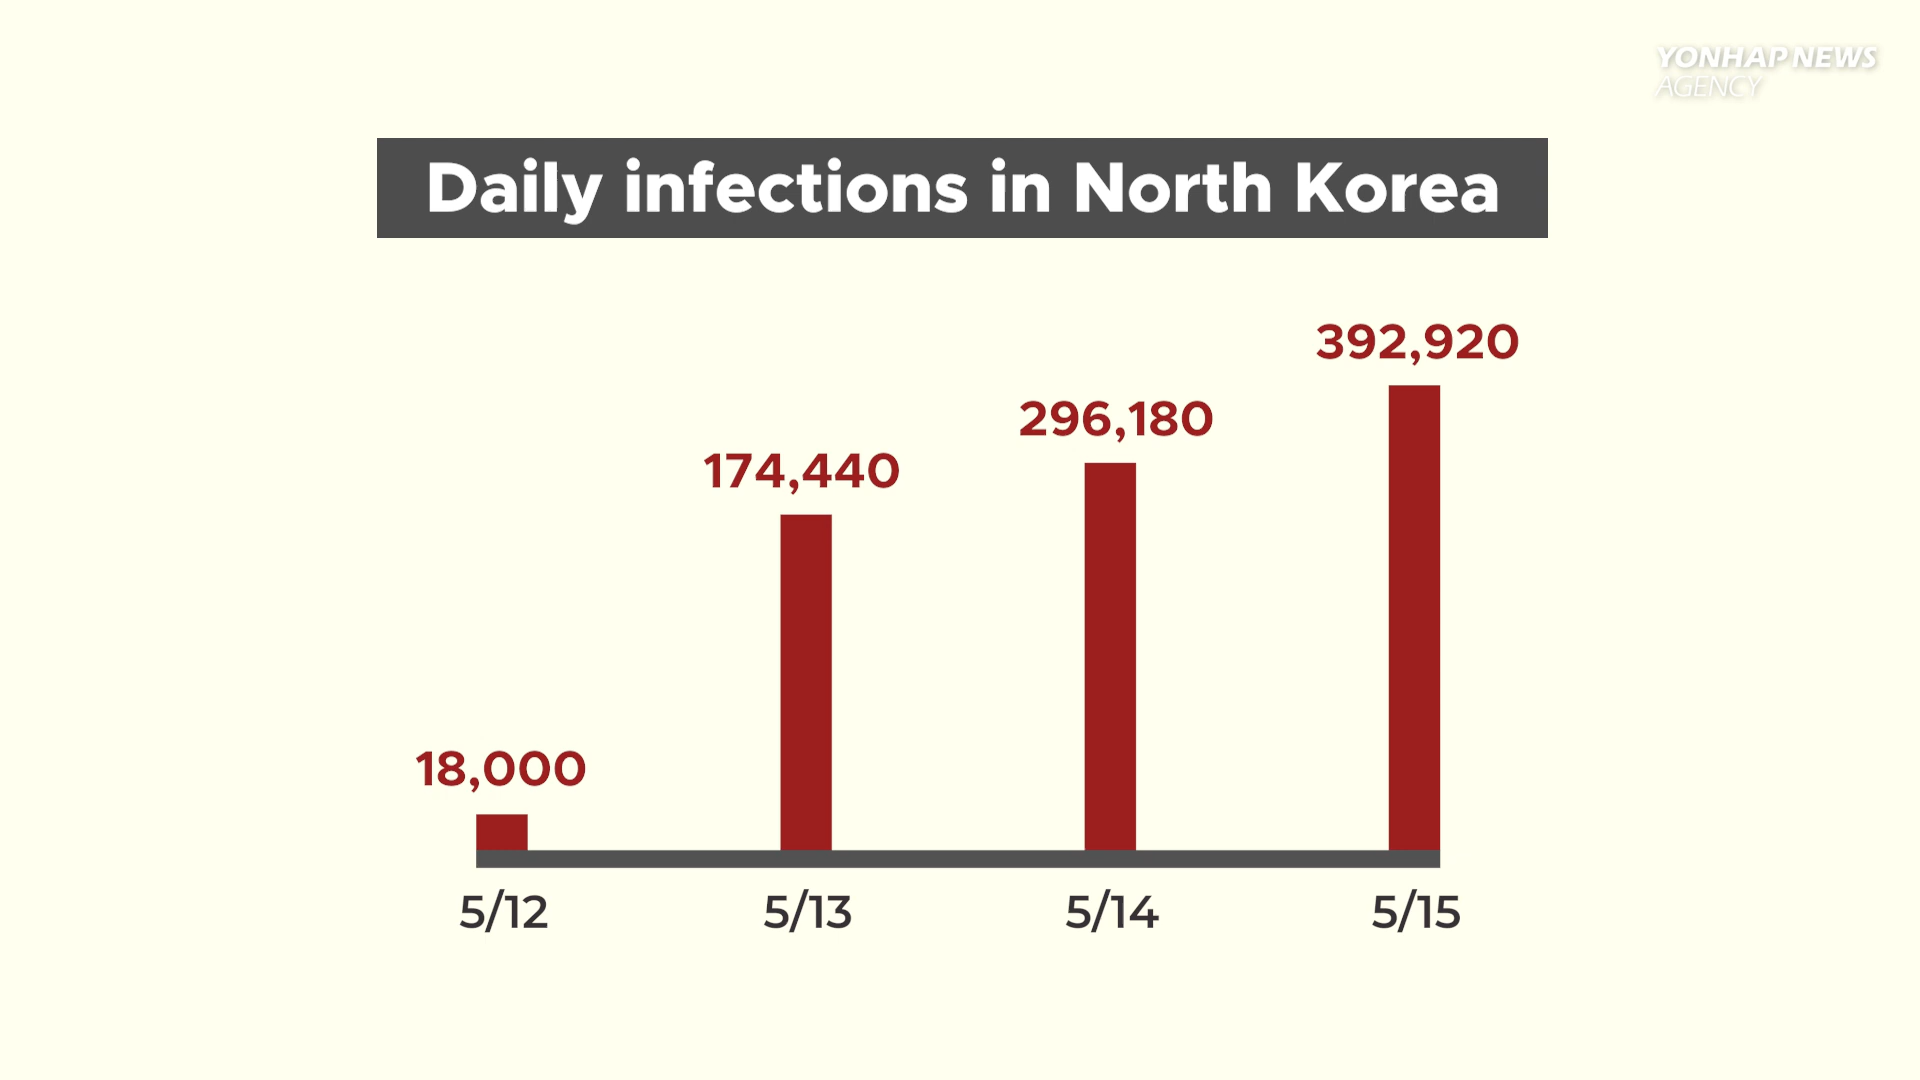 YONHAP NEWS
AGENCY
Daily infections in North Korea
392,920
296,180
174,440
18,000
5/12 5/13 5/14 5/15